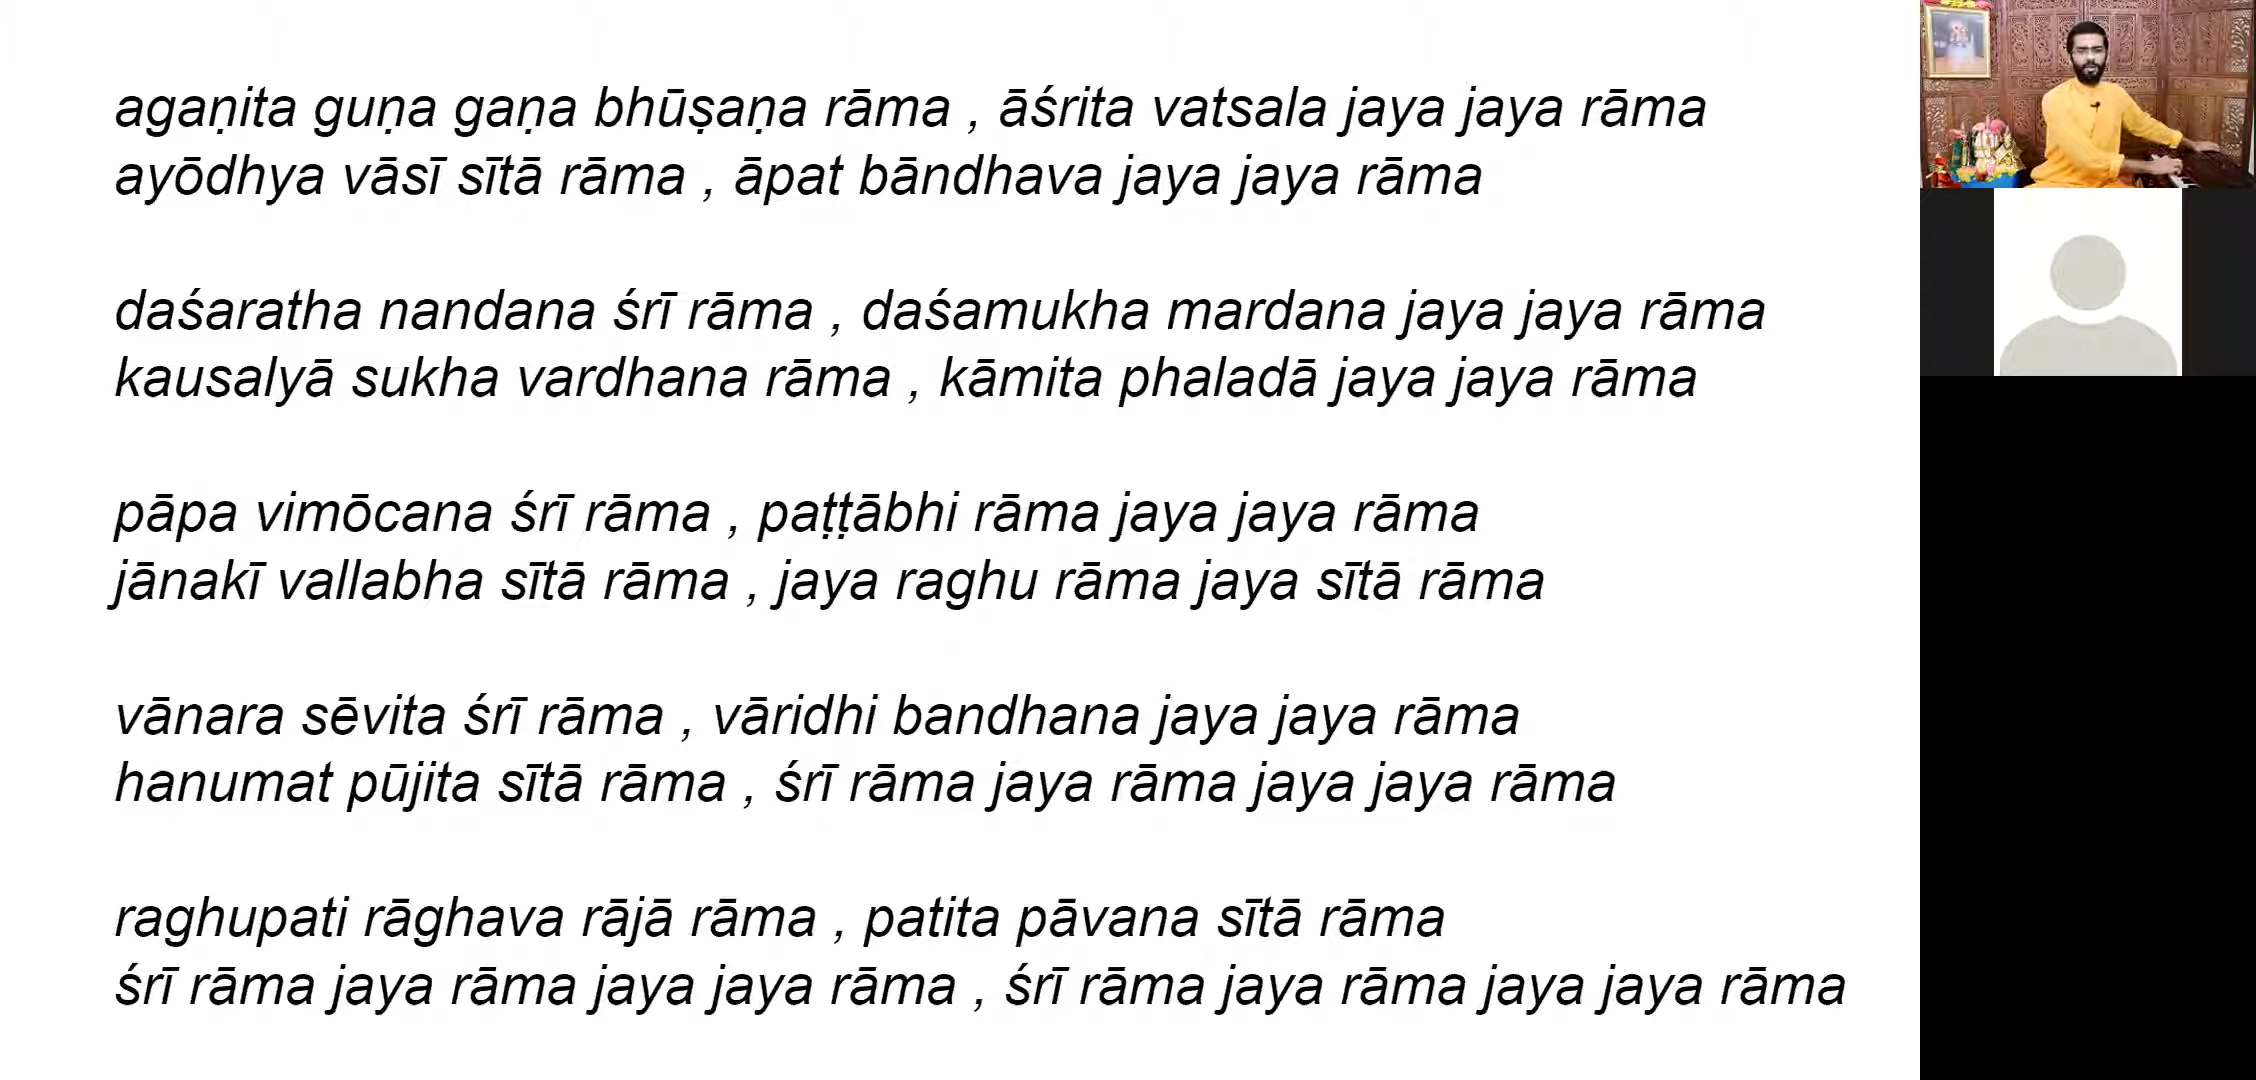 agaṇita guṇa gaṇa bhūṣaṇa rāma , āśrita vatsala jaya jaya rāma
ayōdhya vāsī sītā rāma , āpat bāndhava jaya jaya rāma
daśaratha nandana śrī rāma , daśamukha mardana jaya jaya rāma
kausalyā sukha vardhana rāma , kāmita phaladā jaya jaya rāma
pāpa vimōcana śrī rāma , paṭṭābhi rāma jaya jaya rāma
jānakī vallabha sītā rāma , jaya raghu rāma jaya sītā rāma
vānara sēvita śrī rāma , vāridhi bandhana jaya jaya rāma
hanumat pūjita sītā rāma , śrī rāma jaya rāma jaya jaya rāma
raghupati rāghava rājā rāma , patita pāvana sītā rāma
śrī rāma jaya rāma jaya jaya rāma , śrī rāma jaya rāma jaya jaya rāma